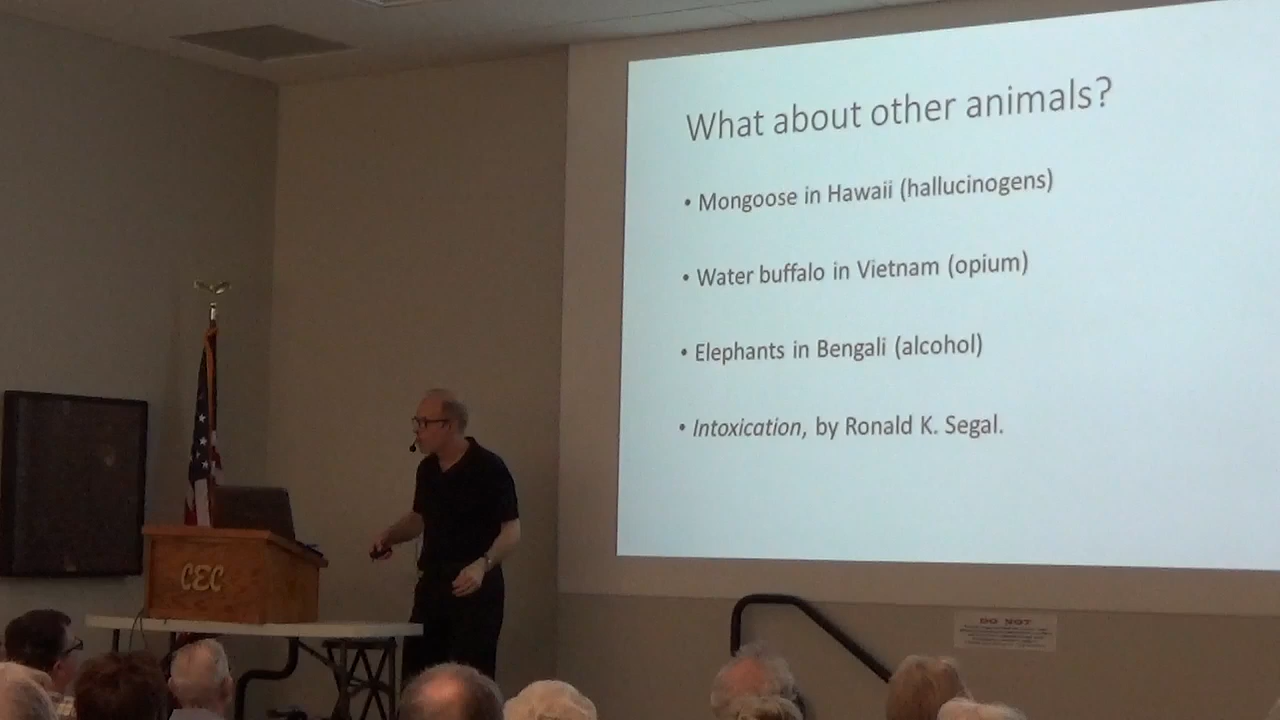 What about other animals?
• Mongoose in Hawaii (hallucinogens)
• Water buffalo in Vietnam (opium)
• Elephants in Bengali (alcohol)
• Intoxication, by Ronald K. Segal.
CEC
DO NOT